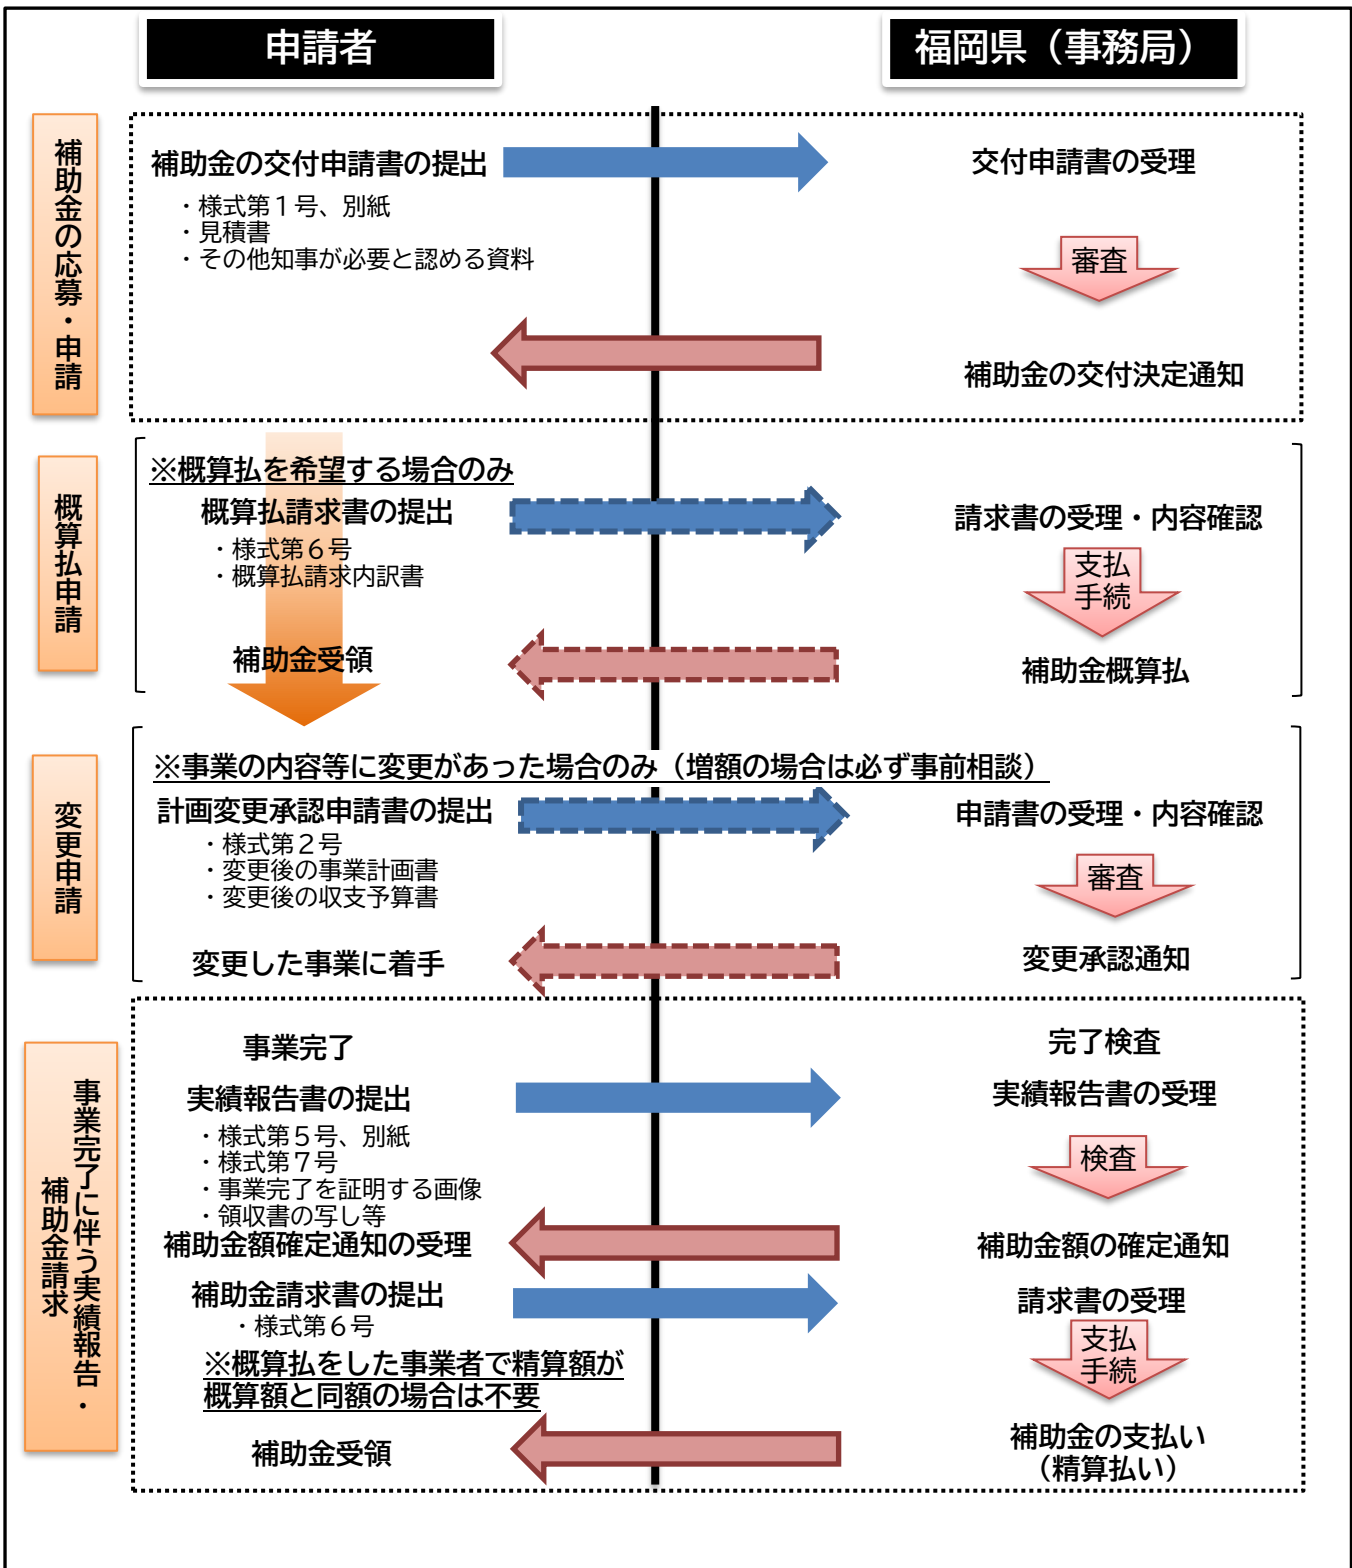 申請者
福岡県（事務局）
補助金の応募・申請
補助金の交付申請書の提出
・様式第１号、別紙
・見積書
・その他知事が必要と認める資料
交付申請書の受理
審査
補助金の交付決定通知
概算払申請
※概算払を希望する場合のみ
概算払請求書の提出
・様式第６号
・概算払請求内訳書
補助金受領
請求書の受理・内容確認
支払
手続
補助金概算払
変更申請
※事業の内容等に変更があった場合のみ（増額の場合は必ず事前相談）
計画変更承認申請書の提出
・様式第２号
・変更後の事業計画書
・変更後の収支予算書
変更した事業に着手
申請書の受理・内容確認
審査
変更承認通知
事業完了に伴う実績報告・
補助金請求
事業完了
実績報告書の提出
・様式第５号、別紙
・様式第７号
・事業完了を証明する画像
・領収書の写し等
補助金額確定通知の受理
補助金請求書の提出
・様式第６号
※概算払をした事業者で精算額が
概算額と同額の場合は不要
補助金受領
完了検査
実績報告書の受理
検査
補助金額の確定通知
請求書の受理
支払
手続
補助金の支払い
（精算払い）